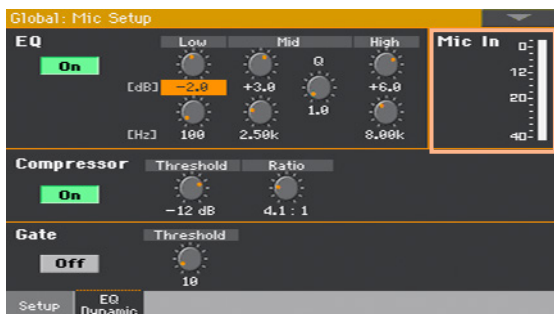 Global: Mic Setup
EQ
Low Mid High
Q
On
[dB] -2.0 +3.0 +6.0
1.0
[Hz] 100 2.50k 8.00k
Mic In
0
12
20
40
Compressor Threshold Ratio
On
-12 dB 4.1 : 1
Gate Threshold
Off
10
Setup EQ
Dynamic